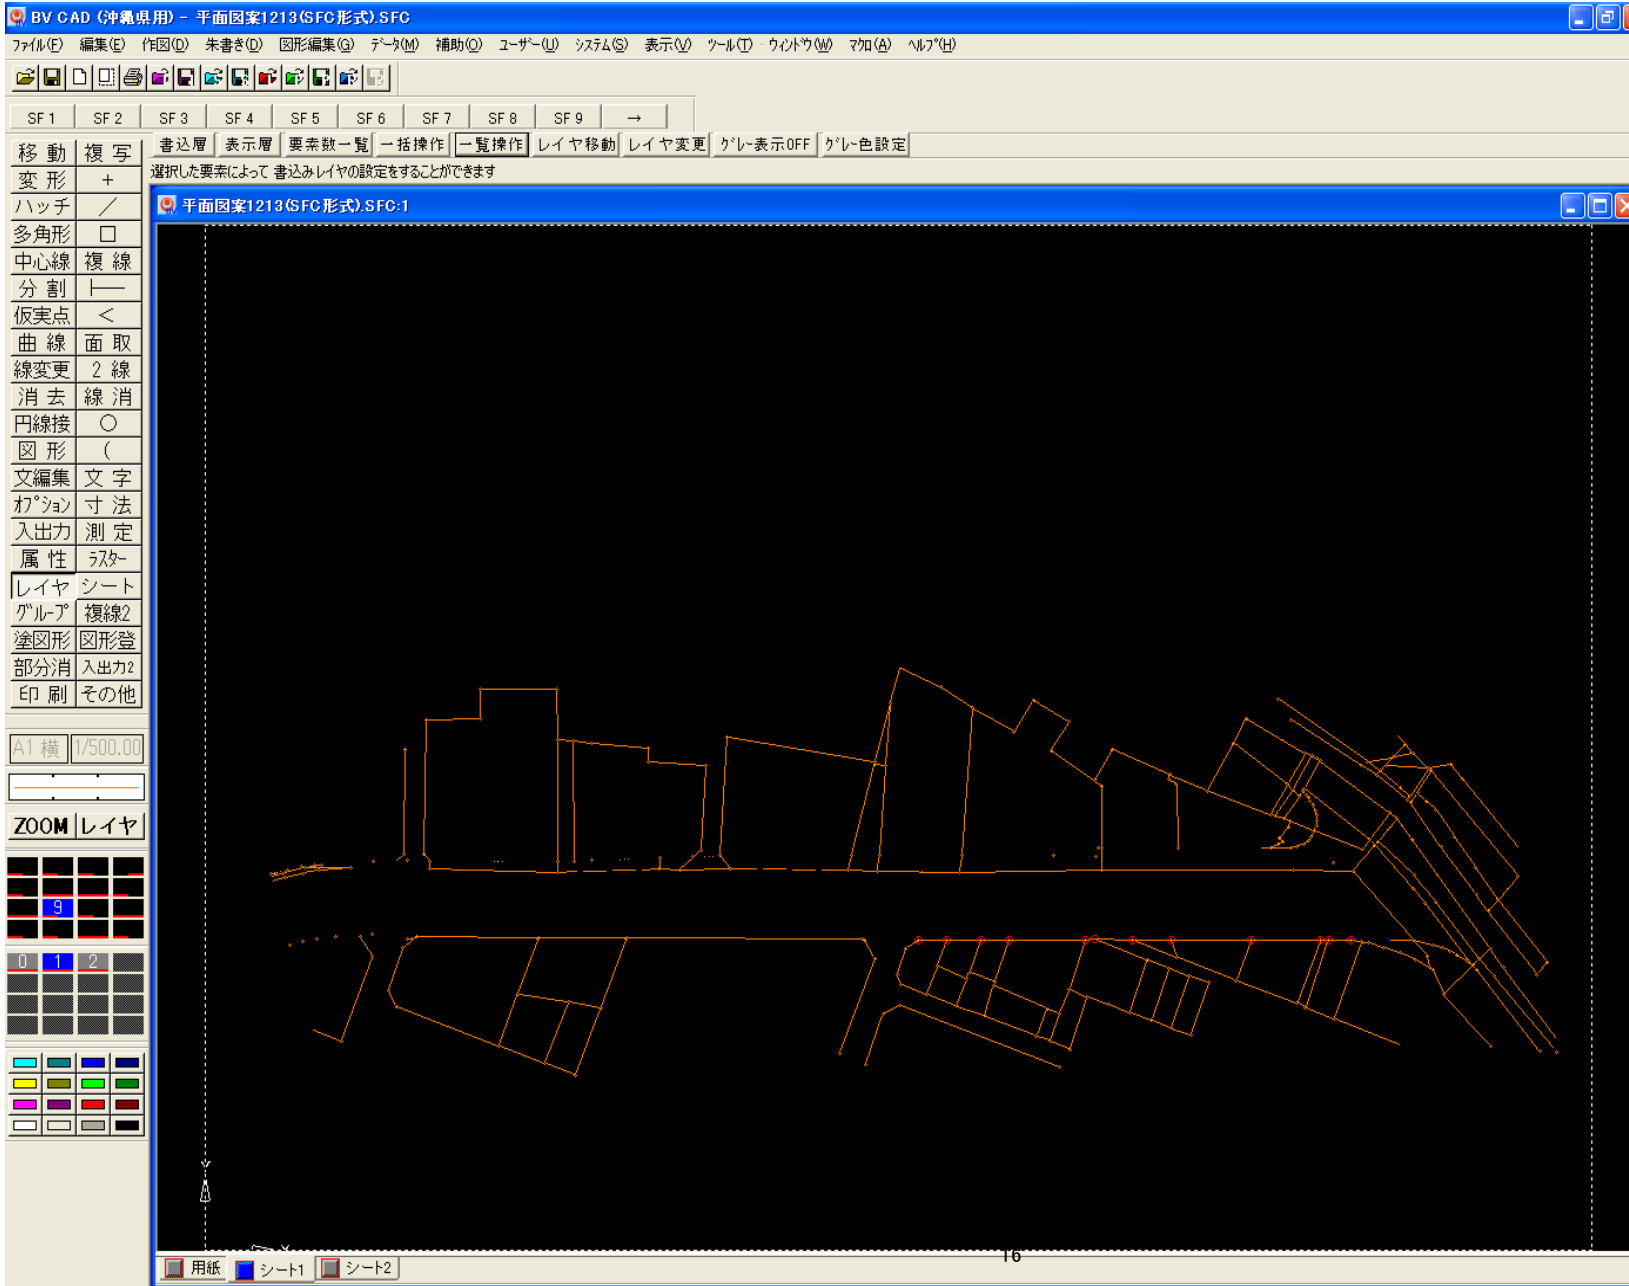 BV CAD (沖縄県用) - 平面図案1213(SFC形式).SFC
ファイル(F) 編集(E) 作図(D) 朱書き(D) 図形編集(G) データ(M) 補助(O) ユーザー(U) システム(S) 表示(V) ツール(T) ウィンドウ(W) マクロ(A) ヘルプ(H)
SF 1 SF 2 SF 3 SF 4 SF 5 SF 6 SF 7 SF 8 SF 9 →
書込層 表示層 要素数一覧 一括操作 一覧操作 レイヤ移動 レイヤ変更 グレー表示OFF グレー色設定
選択した要素によって 書込みレイヤの設定をすることができます
平面図案1213(SFC形式).SFC:1
移動 複写
変形 +
ハッチ ／
多角形 □
中心線 複線
分割 ├─
仮実点 <
曲線 面取
線変更 2線
消去 線消
円線接 ○
図形 (
文編集 文字
オプション 寸法
入出力 測定
属性 ラスター
レイヤ シート
グループ 複線2
塗図形 図形登
部分消 入出力2
印刷 その他
A1 横 1/500.00
ZOOM レイヤ
9
0 1 2
用紙 シート1 シート2
16